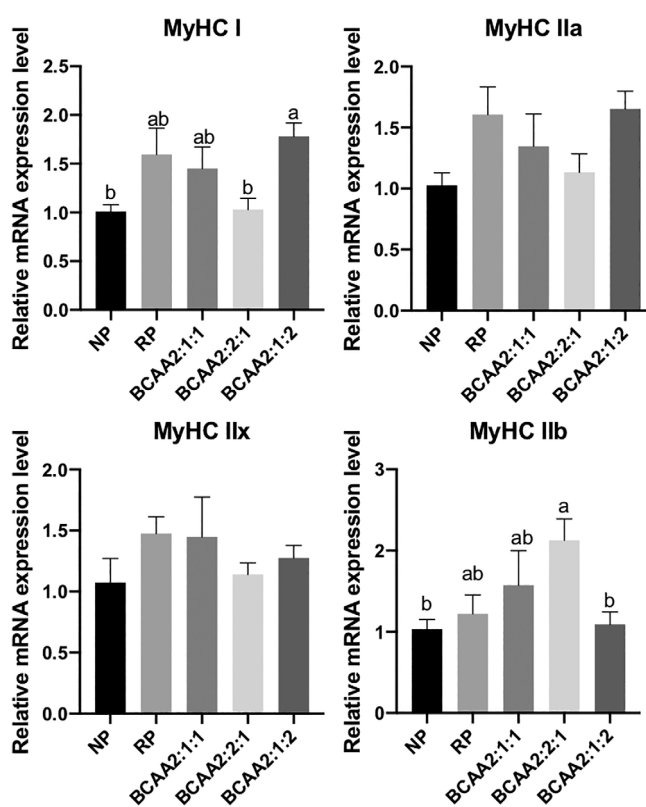 MyHC I
Relative mRNA expression level
2.5
2.0
1.5
1.0
0.5
0.0
b
ab
ab
b
a
NP
RP
BCAA2:1:1
BCAA2:2:1
BCAA2:1:2
MyHC IIa
Relative mRNA expression level
2.0
1.5
1.0
0.5
0.0
NP
RP
BCAA2:1:1
BCAA2:2:1
BCAA2:1:2
MyHC IIx
Relative mRNA expression level
2.0
1.5
1.0
0.5
0.0
NP
RP
BCAA2:1:1
BCAA2:2:1
BCAA2:1:2
MyHC IIb
Relative mRNA expression level
3
2
1
0
b
ab
ab
a
b
NP
RP
BCAA2:1:1
BCAA2:2:1
BCAA2:1:2